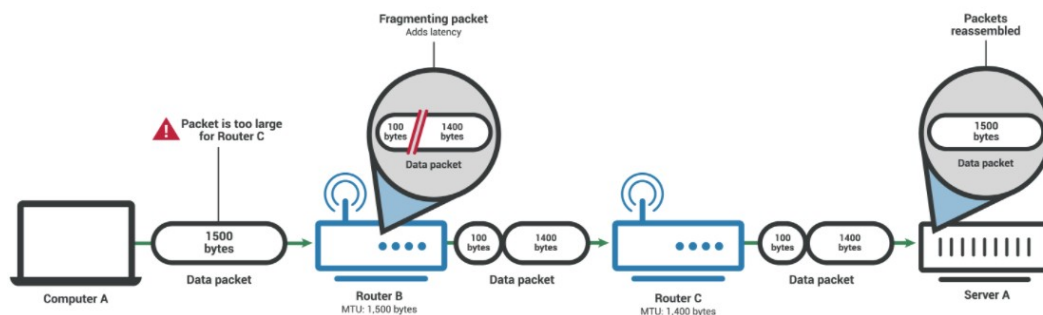 Fragmenting packet
Adds latency
Packets
reassembled
Packet is too large
for Router C
100
bytes
1400
bytes
Data packet
1500
bytes
Data packet
1500
bytes
Data packet
Computer A
Router B
MTU: 1,500 bytes
100
bytes
1400
bytes
Data packet
Router C
MTU: 1,400 bytes
100
bytes
1400
bytes
Data packet
Server A